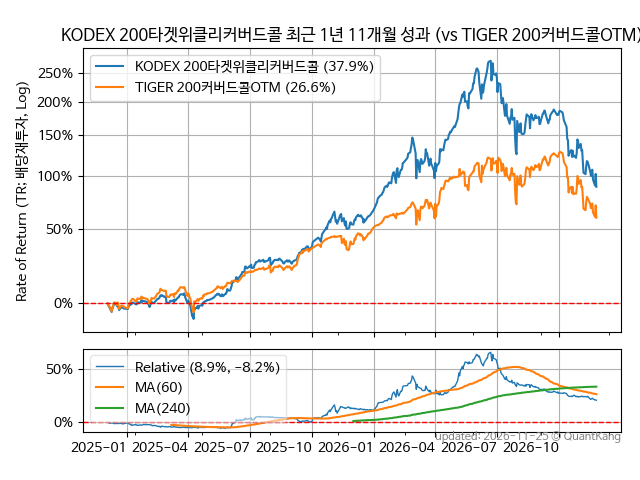 KODEX 200타겟위클리커버드콜 최근 1년 11개월 성과 (vs TIGER 200커버드콜OTM)
Rate of Return (TR; 배당재투자, Log)
250%
200%
150%
100%
50%
0%
KODEX 200타겟위클리커버드콜 (37.9%)
TIGER 200커버드콜OTM (26.6%)
50%
0%
Relative (8.9%, -8.2%)
MA(60)
MA(240)
2025-01 2025-04 2025-07 2025-10 2026-01 2026-04 2026-07 2026-10
updated: 2026-11-25 © QuantKang